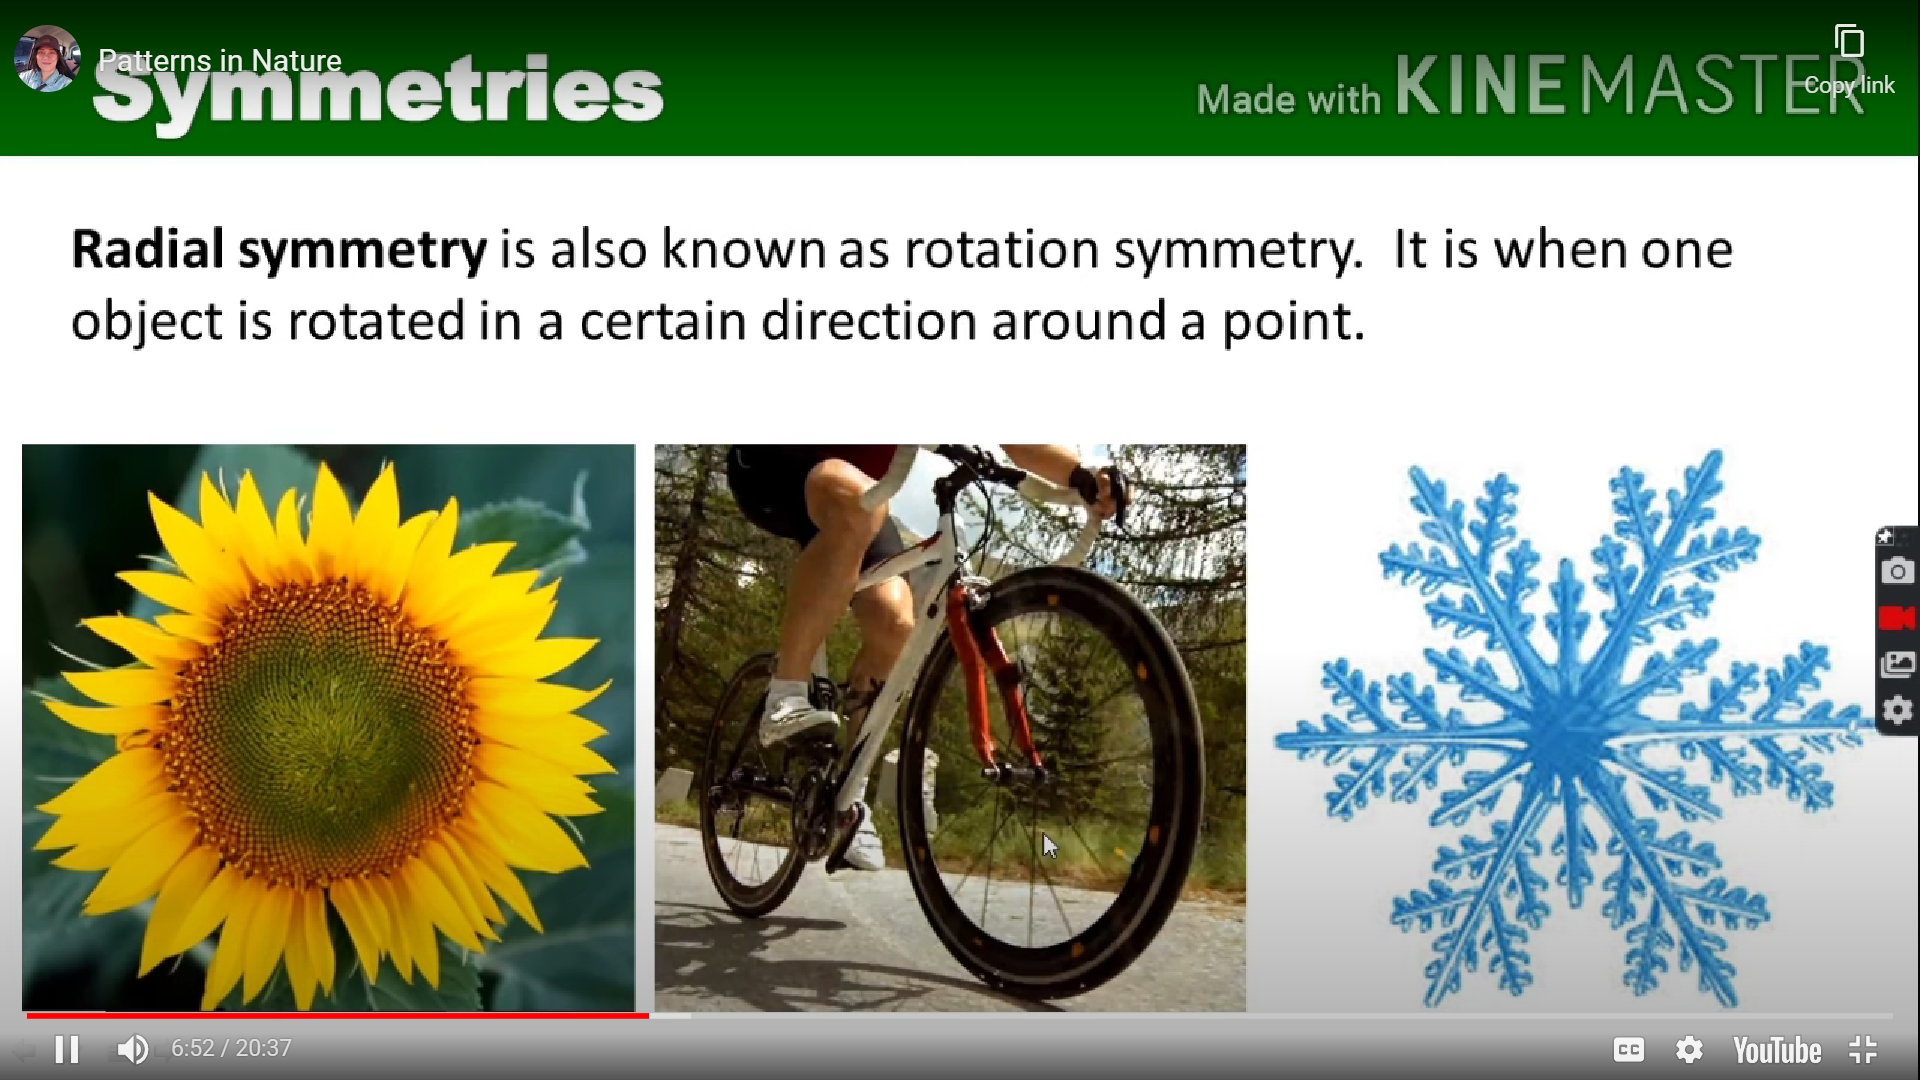 Patterns in Nature
Symmetries
Made with KINEMASTER
Copy link
Radial symmetry is also known as rotation symmetry. It is when one
object is rotated in a certain direction around a point.
6:52 / 20:37
CC
YouTube